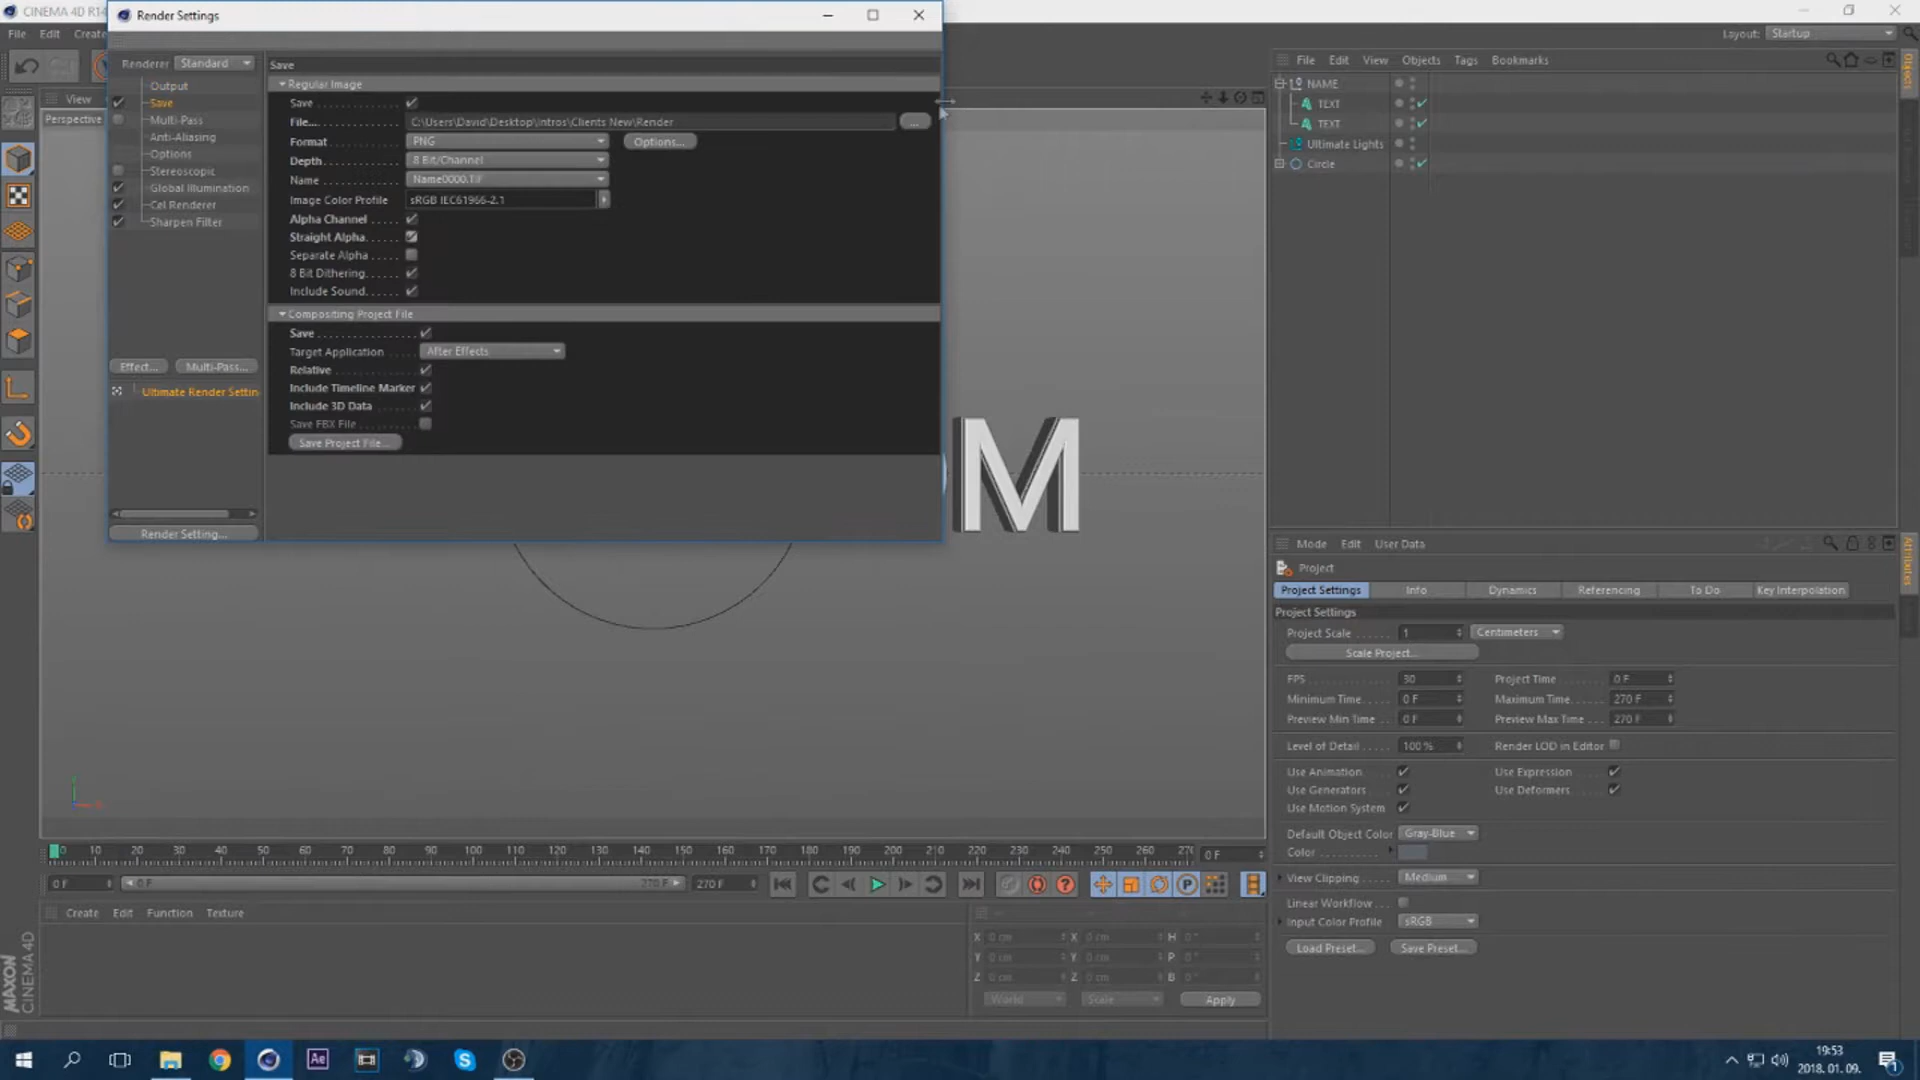 CINEMA 4D R14
Render Settings
File Edit Create
Layout: Startup
Renderer Standard
Output
Save
Multi-Pass
Anti-Aliasing
Options
Stereoscopic
Global Illumination
Cel Renderer
Sharpen Filter
Effect... Multi-Pass...
Ultimate Render Settin
Render Setting...
Save
Regular Image
Save
File... C:\Users\David\Desktop\Intros\Clients New\Render ...
Format PNG Options...
Depth 8 Bit/Channel
Name Name0000.TIF
Image Color Profile sRGB IEC61966-2.1
Alpha Channel
Straight Alpha
Separate Alpha
8 Bit Dithering
Include Sound
Compositing Project File
Save
Target Application After Effects
Relative
Include Timeline Marker
Include 3D Data
Save FBX File
Save Project File...
View
Perspective
M
File Edit View Objects Tags Bookmarks
NAME
TEXT
TEXT
Ultimate Lights
Circle
Objects
Mode Edit User Data
Attributes
Project
Project Settings Info Dynamics Referencing To Do Key Interpolation
Project Settings
Project Scale 1 Centimeters
Scale Project...
FPS 30 Project Time 0 F
Minimum Time 0 F Maximum Time 270 F
Preview Min Time 0 F Preview Max Time 270 F
Level of Detail 100 % Render LOD in Editor
Use Animation Use Expression
Use Generators Use Deformers
Use Motion System
Default Object Color Gray-Blue
Color
View Clipping Medium
Linear Workflow
Input Color Profile sRGB
Load Preset... Save Preset...
0 10 20 30 40 50 60 70 80 90 100 110 120 130 140 150 160 170 180 190 200 210 220 230 240 250 260 27 0 F
0 F 0 F 270 F 270 F
Create Edit Function Texture
X 0 cm X 0 cm H 0°
Y 0 cm Y 0 cm P 0°
Z 0 cm Z 0 cm B 0°
World Scale Apply
MAXON
CINEMA 4D
Ae
19:53
2018. 01. 09.
1